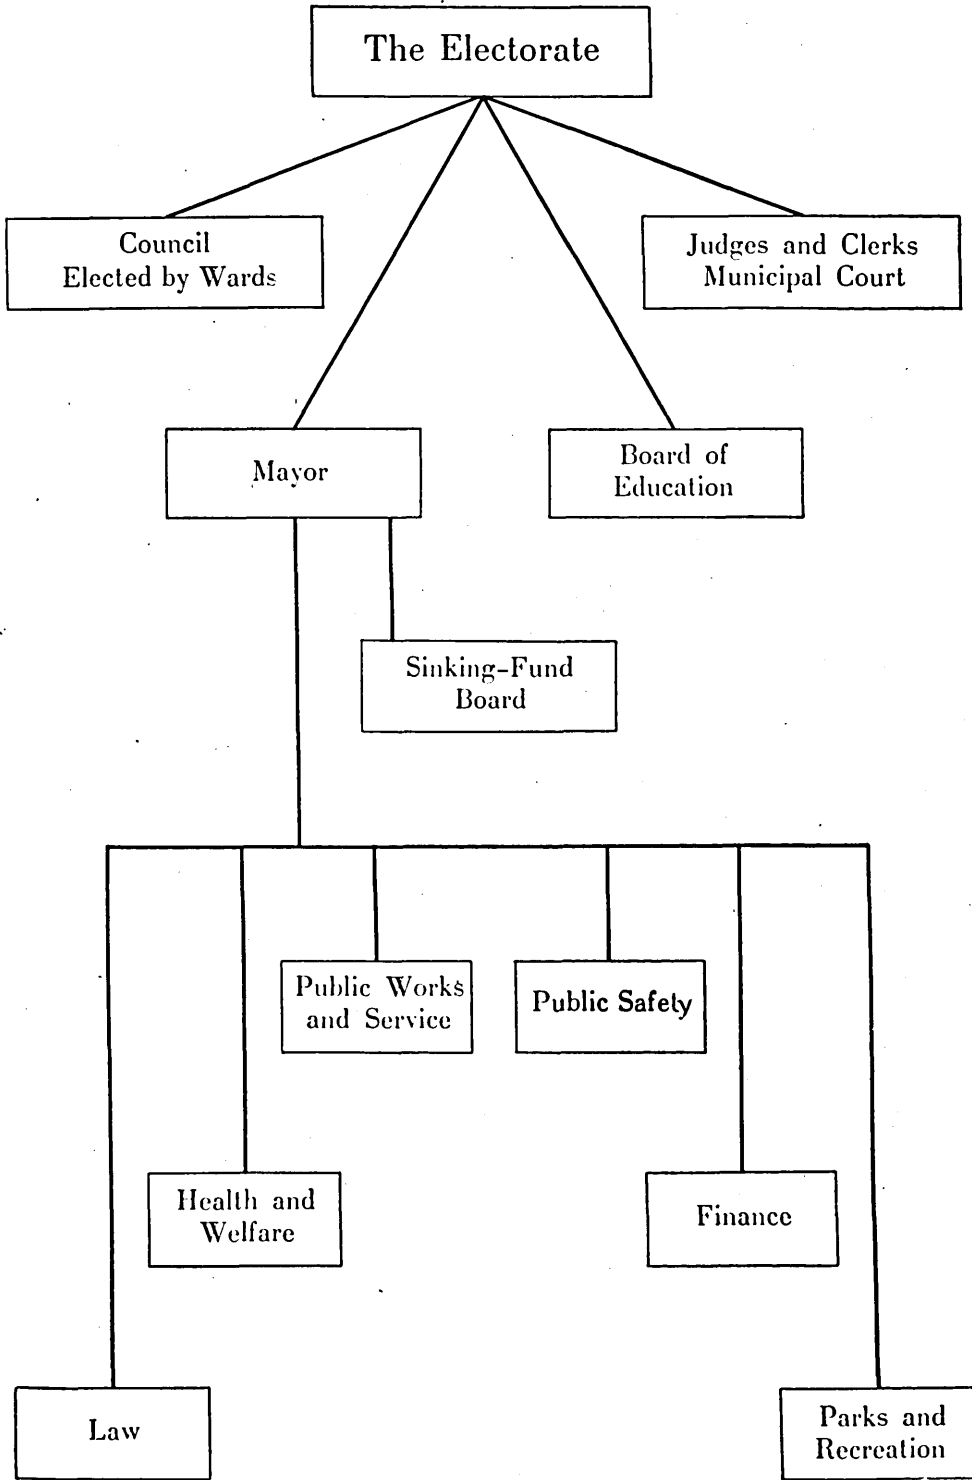 The Electorate
Council
Elected by Wards
Judges and Clerks
Municipal Court
Mayor
Board of
Education
Sinking-Fund
Board
Public Works
and Service
Public Safety
Health and
Welfare
Finance
Law
Parks and
Recreation